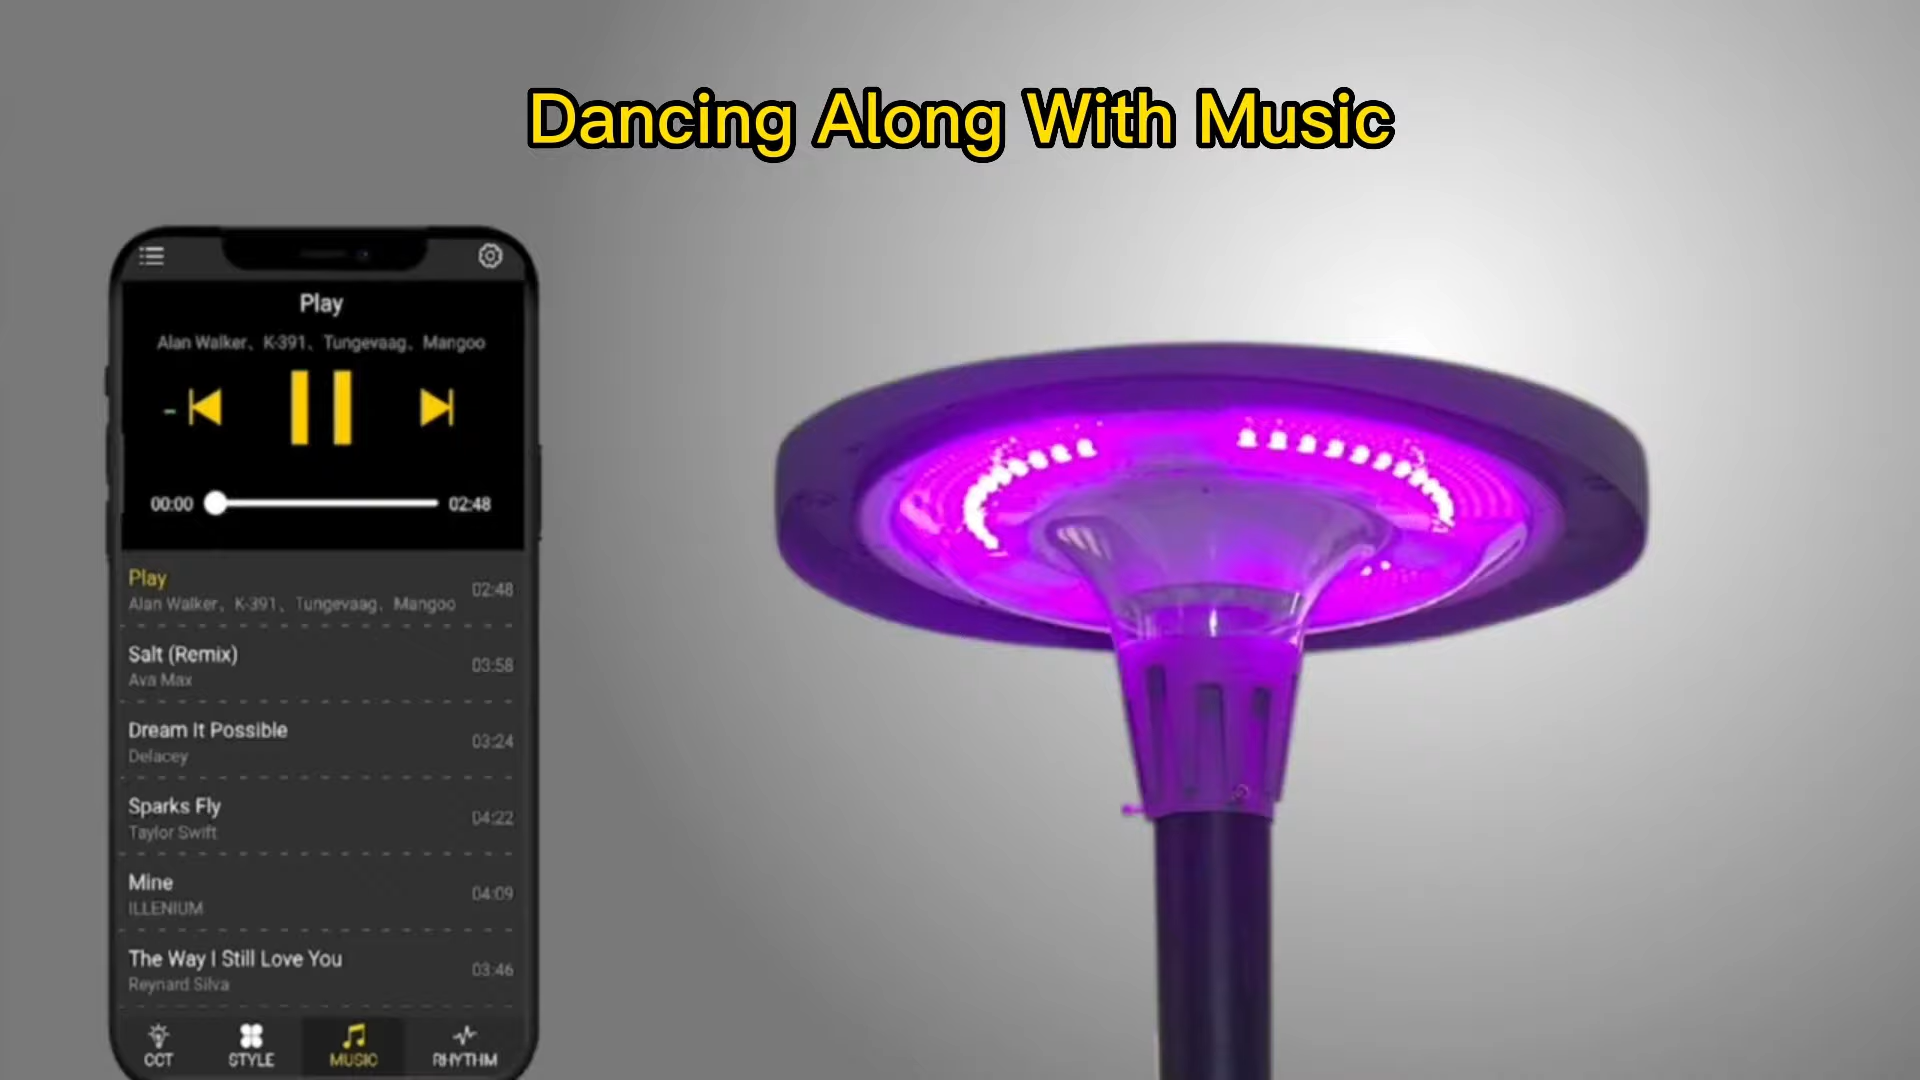 Dancing Along With Music
Play
Alan Walker、K-391、Tungevaag、Mangoo
00:00
02:48
Play
02:48
Alan Walker、K-391、Tungevaag、Mangoo
Salt (Remix)
03:58
Ava Max
Dream It Possible
03:24
Delacey
Sparks Fly
04:22
Taylor Swift
Mine
04:09
ILLENIUM
The Way I Still Love You
03:46
Reynard Silva
CCT
STYLE
MUSIC
RHYTHM